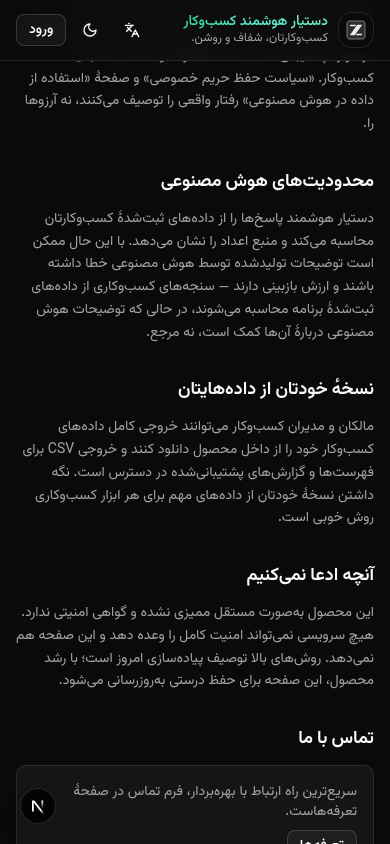 دستیار هوشمند کسب‌وکار
کسب‌وکارتان، شفاف و روشن.
ورود
کسب‌وکار. «سیاست حفظ حریم خصوصی» و صفحهٔ «استفاده از
داده در هوش مصنوعی» رفتار واقعی را توصیف می‌کنند، نه آرزوها
را.
محدودیت‌های هوش مصنوعی
دستیار هوشمند پاسخ‌ها را از داده‌های ثبت‌شدهٔ کسب‌وکارتان
محاسبه می‌کند و منبع اعداد را نشان می‌دهد. با این حال ممکن
است توضیحات تولیدشده توسط هوش مصنوعی خطا داشته
باشند و ارزش بازبینی دارند — سنجه‌های کسب‌وکاری از داده‌های
ثبت‌شدهٔ برنامه محاسبه می‌شوند، در حالی که توضیحات هوش
مصنوعی دربارهٔ آن‌ها کمک است، نه مرجع.
نسخهٔ خودتان از داده‌هایتان
مالکان و مدیران کسب‌وکار می‌توانند خروجی کامل داده‌های
کسب‌وکار خود را از داخل محصول دانلود کنند و خروجی CSV برای
فهرست‌ها و گزارش‌های پشتیبانی‌شده در دسترس است. نگه
داشتن نسخهٔ خودتان از داده‌های مهم برای هر ابزار کسب‌وکاری
روش خوبی است.
آنچه ادعا نمی‌کنیم
این محصول به‌صورت مستقل ممیزی نشده و گواهی امنیتی ندارد.
هیچ سرویسی نمی‌تواند امنیت کامل را وعده دهد و این صفحه هم
نمی‌دهد. روش‌های بالا توصیف پیاده‌سازی امروز است؛ با رشد
محصول، این صفحه برای حفظ درستی به‌روزرسانی می‌شود.
تماس با ما
سریع‌ترین راه ارتباط با بهره‌بردار، فرم تماس در صفحهٔ
تعرفه‌هاست.
تعرفه‌ها